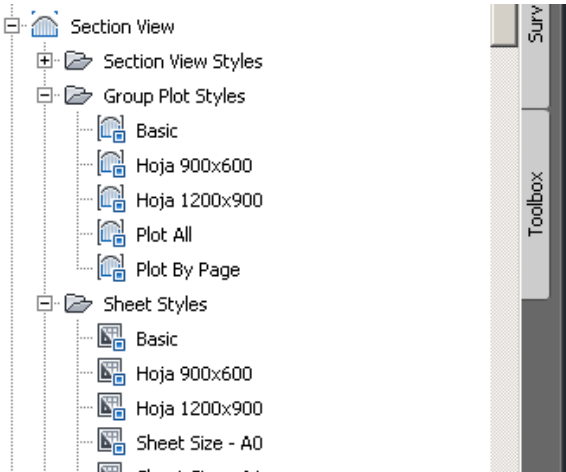 Section View
Section View Styles
Group Plot Styles
Basic
Hoja 900x600
Hoja 1200x900
Plot All
Plot By Page
Sheet Styles
Basic
Hoja 900x600
Hoja 1200x900
Sheet Size - A0
Surv
Toolbox